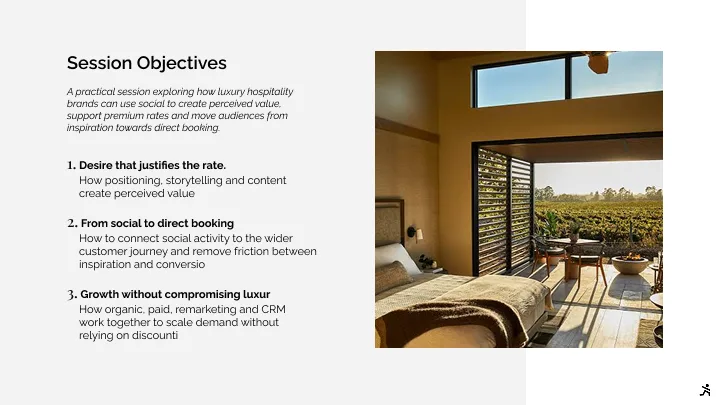 Session Objectives
A practical session exploring how luxury hospitality
brands can use social to create perceived value,
support premium rates and move audiences from
inspiration towards direct booking.
1. Desire that justifies the rate.
How positioning, storytelling and content
create perceived value
2. From social to direct booking
How to connect social activity to the wider
customer journey and remove friction between
inspiration and conversio
3. Growth without compromising luxur
How organic, paid, remarketing and CRM
work together to scale demand without
relying on discounti